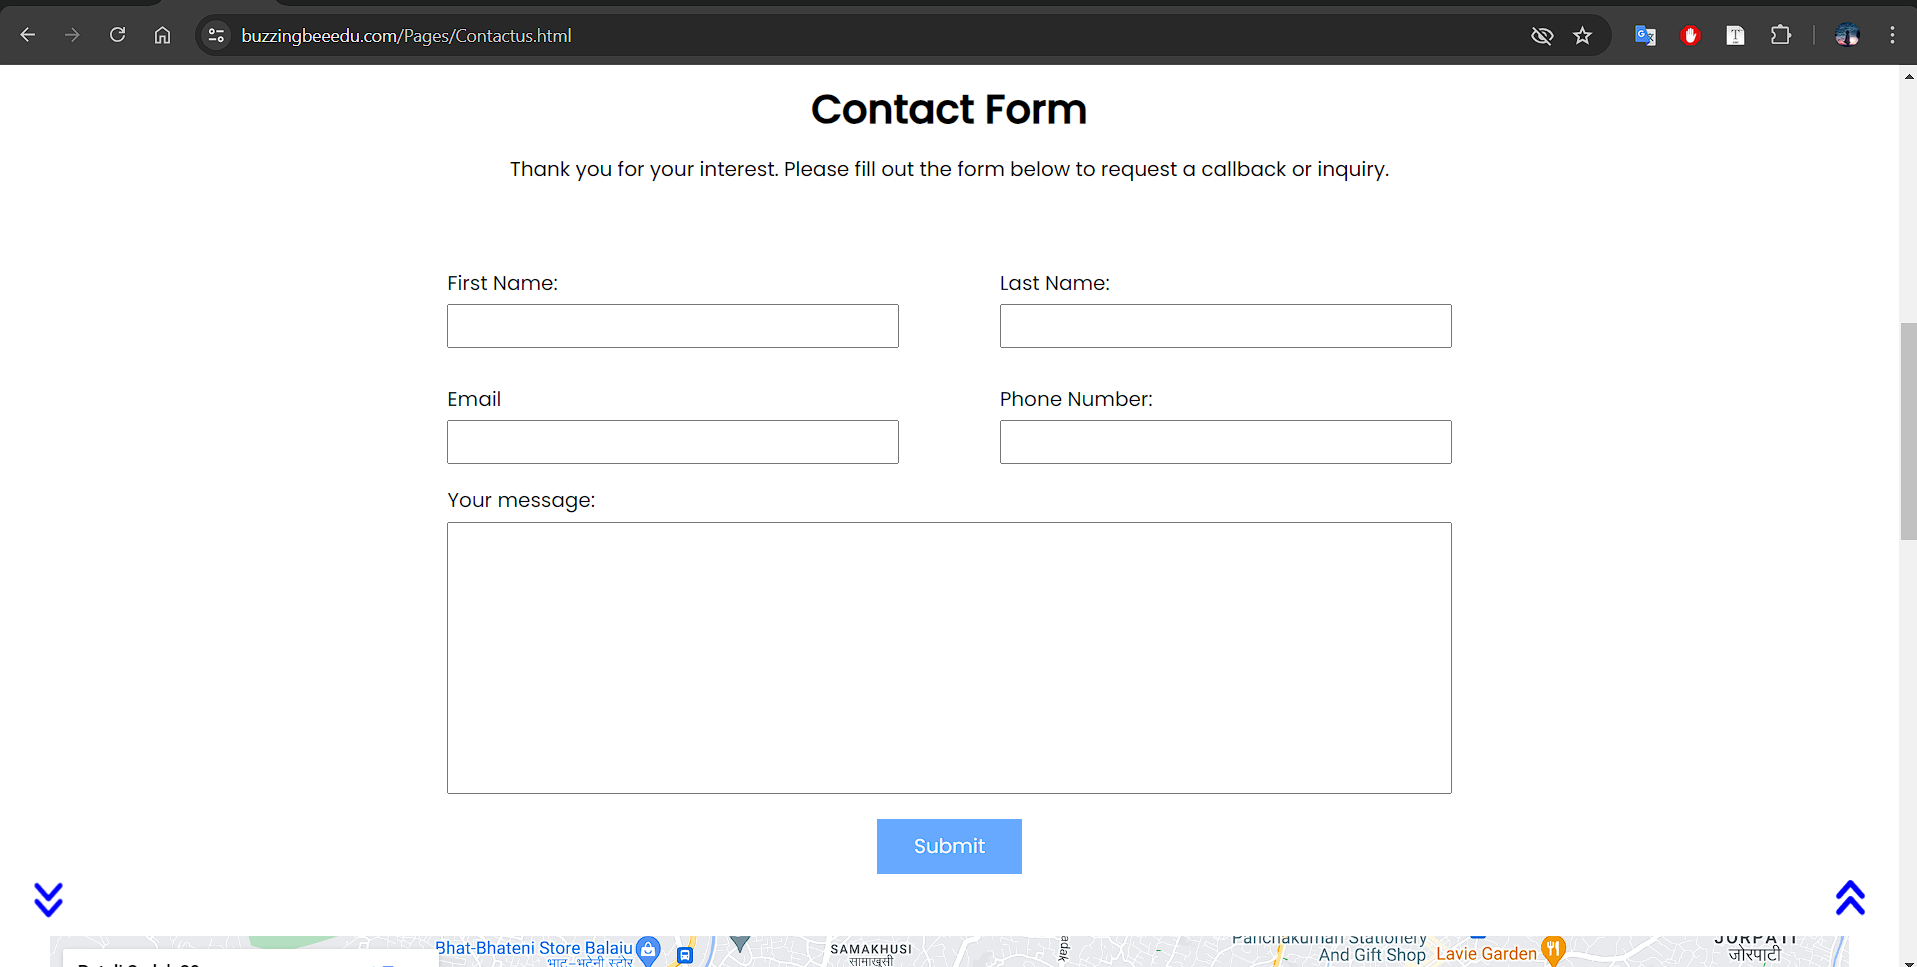 buzzingbeeedu.com/Pages/Contactus.html
Contact Form
Thank you for your interest. Please fill out the form below to request a callback or inquiry.
First Name:
Last Name:
Email
Phone Number:
Your message:
Submit
Bhat-Bhateni Store Balaju
भाट-भटेनी स्टोर
SAMAKHUSI
सामाखुसी
Panchakumari Stationery
And Gift Shop
Lavie Garden
JORPATI
जोरपाटी